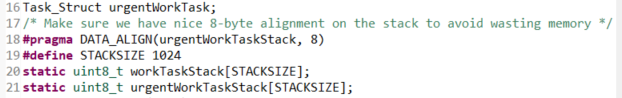 16 Task_Struct urgentWorkTask;
17 /* Make sure we have nice 8-byte alignment on the stack to avoid wasting memory */
18 #pragma DATA_ALIGN(urgentWorkTaskStack, 8)
19 #define STACKSIZE 1024
20 static uint8_t workTaskStack[STACKSIZE];
21 static uint8_t urgentWorkTaskStack[STACKSIZE];